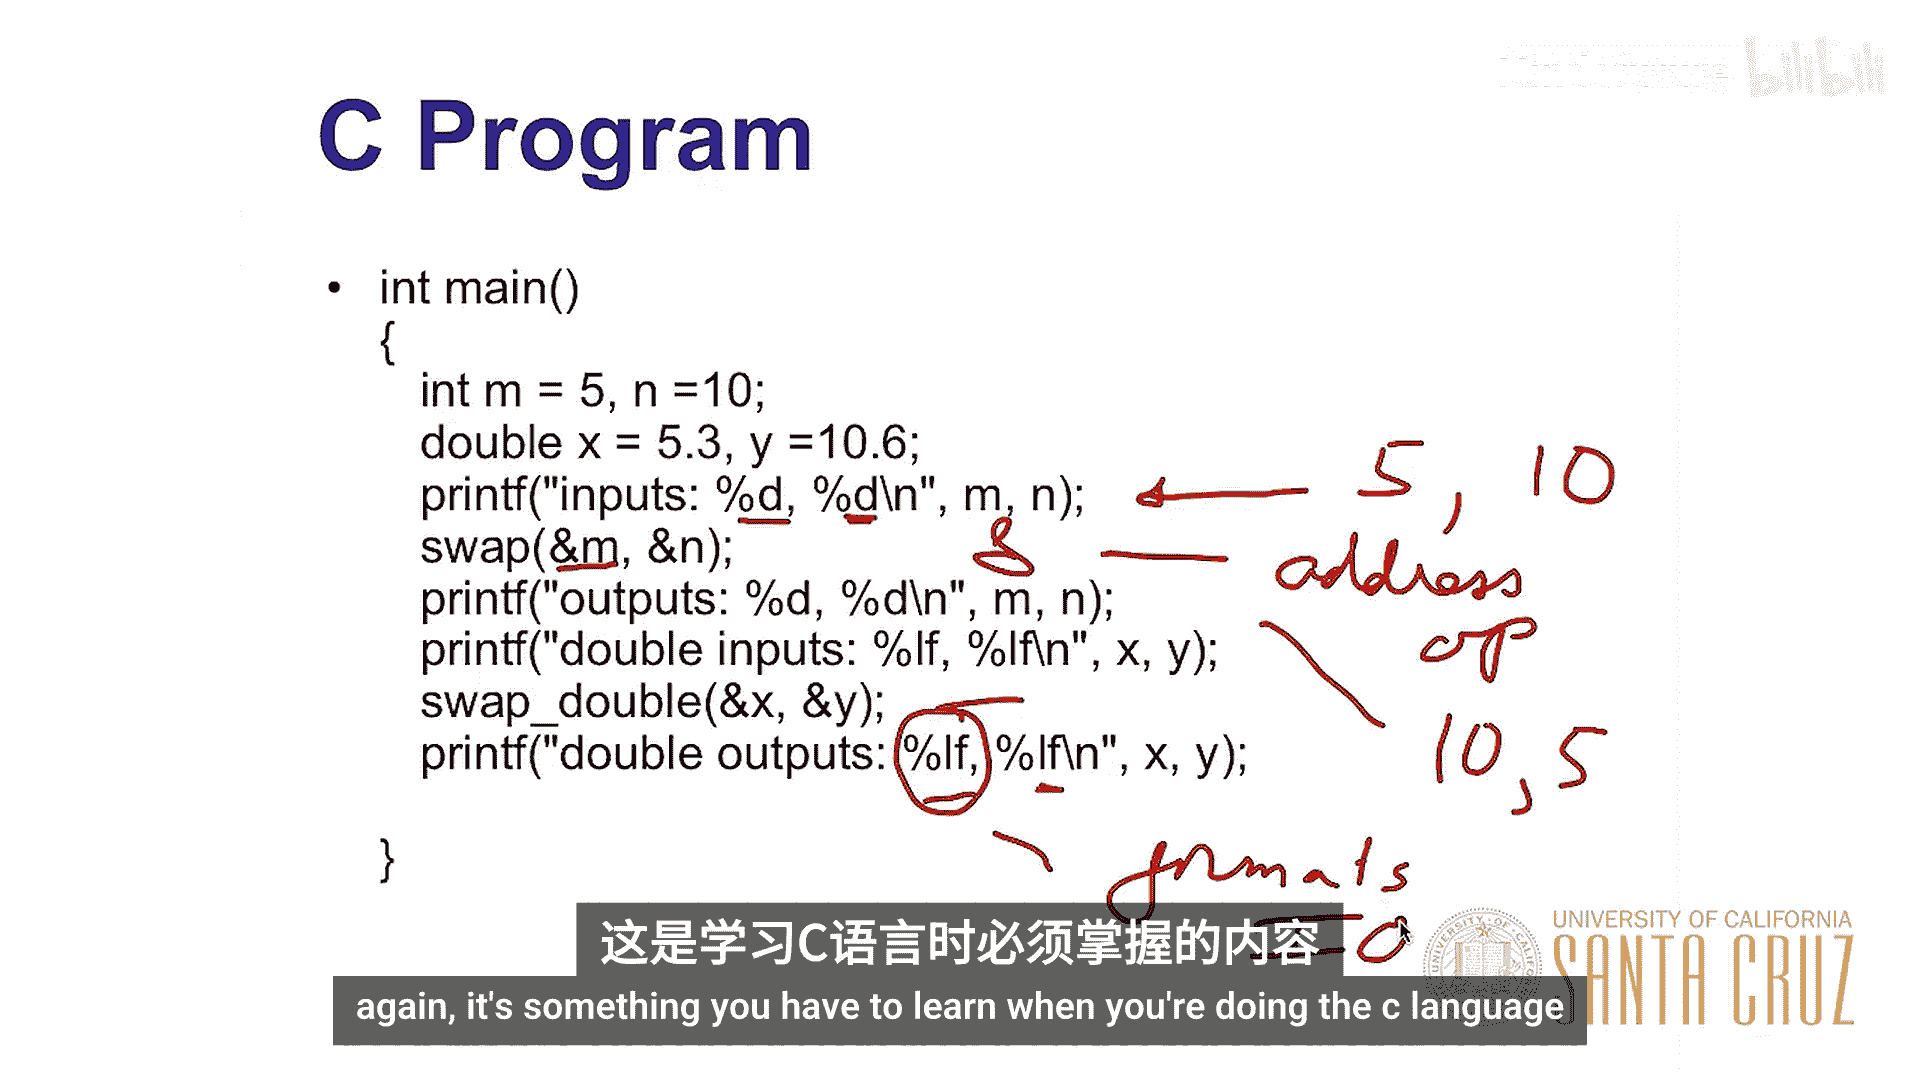 bilibili
C Program
• int main()
{
int m = 5, n =10;
double x = 5.3, y =10.6;
printf("inputs: %d, %d\n", m, n);
5, 10
swap(&m, &n);
& address
op
printf("outputs: %d, %d\n", m, n);
printf("double inputs: %lf, %lf\n", x, y);
swap_double(&x, &y);
printf("double outputs: %lf, %lf\n", x, y);
10, 5
}
formats
IO
这是学习C语言时必须掌握的内容
again, it's something you have to learn when you're doing the c language
UNIVERSITY OF CALIFORNIA
SANTA CRUZ